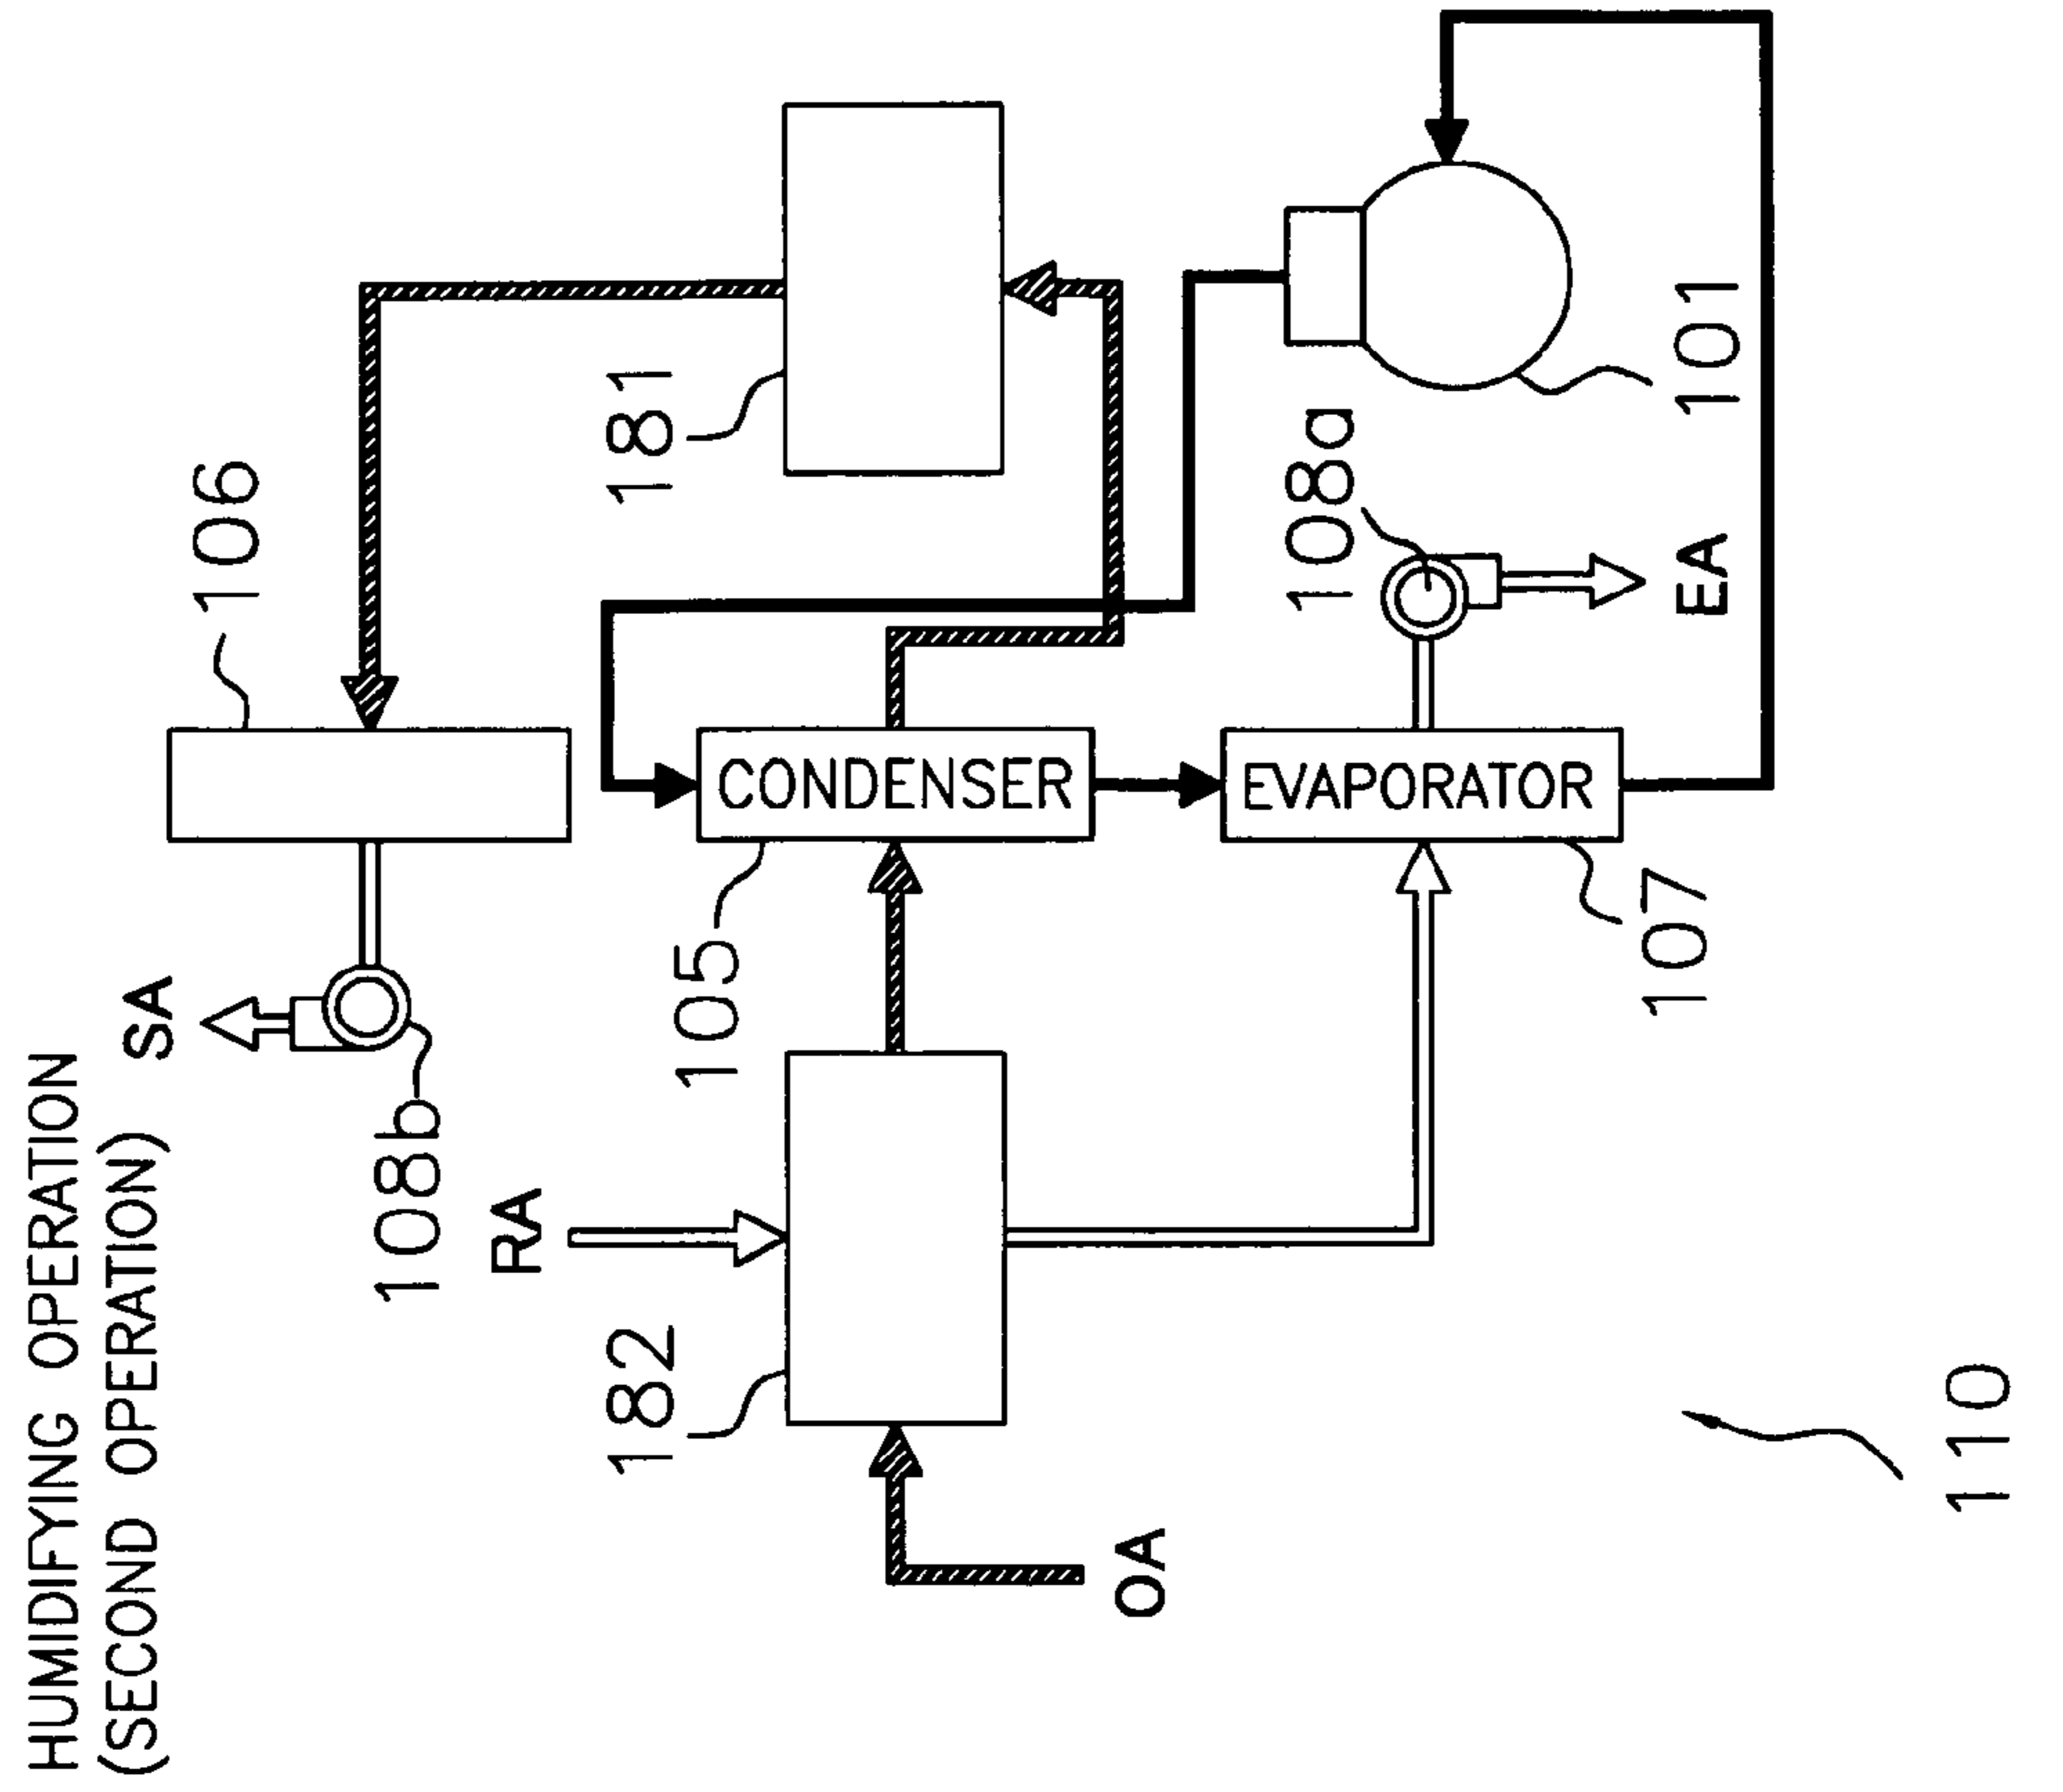 HUMIDIFYING OPERATION
(SECOND OPERATION)
SA
106
108b
RA
182
181
105
CONDENSER
OA
108a
EVAPORATOR
107
101
EA
110